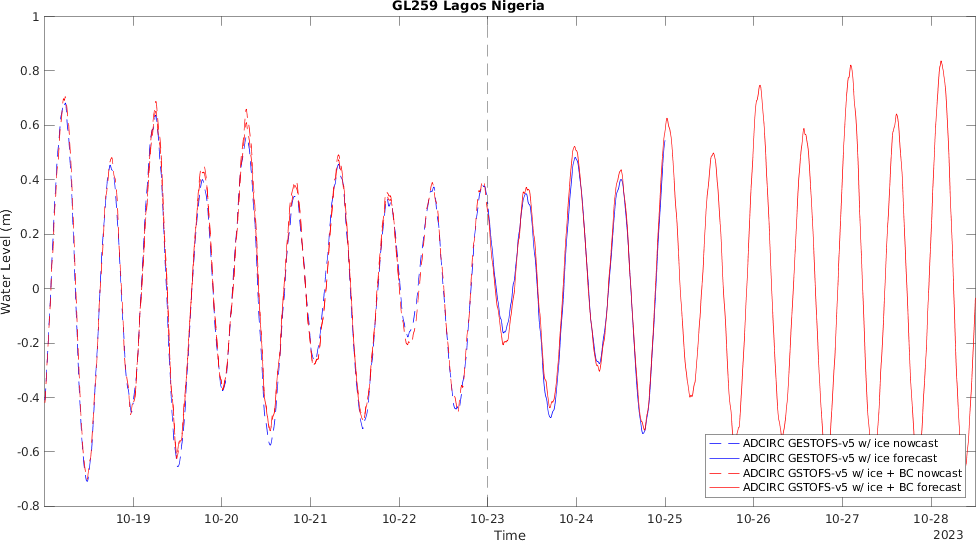 GL259 Lagos Nigeria
1
0.8
0.6
0.4
0.2
0
-0.2
-0.4
-0.6
-0.8
Water Level (m)
ADCIRC GESTOFS-v5 w/ ice nowcast
ADCIRC GESTOFS-v5 w/ ice forecast
ADCIRC GSTOFS-v5 w/ ice + BC nowcast
ADCIRC GSTOFS-v5 w/ ice + BC forecast
10-19 10-20 10-21 10-22 10-23 10-24 10-25 10-26 10-27 10-28
Time
2023